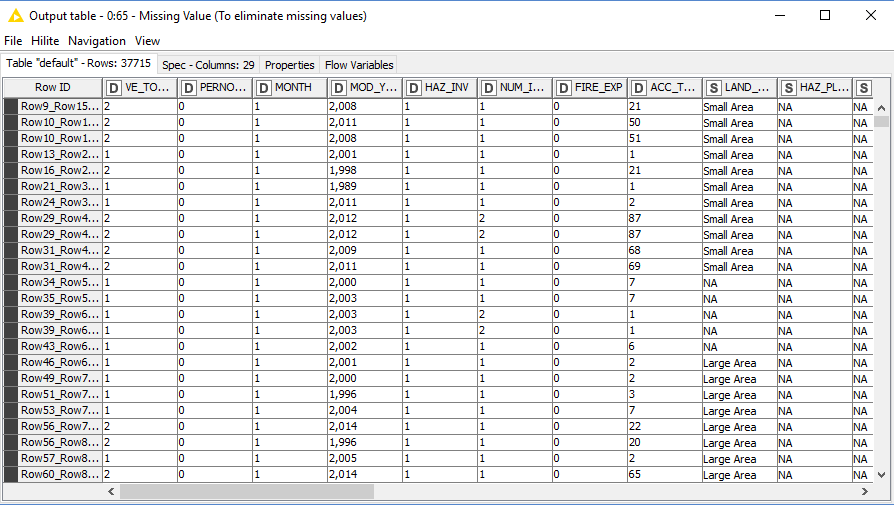 Output table - 0:65 - Missing Value (To eliminate missing values)
File Hilite Navigation View
Table "default" - Rows: 37715 Spec - Columns: 29 Properties Flow Variables
Row ID D VE_TO... D PERNO... D MONTH D MOD_Y... D HAZ_INV D NUM_I... D FIRE_EXP D ACC_T... S LAND_... S HAZ_PL... S
Row9_Row15... 2 0 1 2,008 1 1 0 21 Small Area NA NA
Row10_Row1... 2 0 1 2,011 1 1 0 50 Small Area NA NA
Row10_Row1... 2 0 1 2,008 1 1 0 51 Small Area NA NA
Row13_Row2... 1 0 1 2,001 1 1 0 1 Small Area NA NA
Row16_Row2... 2 0 1 1,998 1 1 0 21 Small Area NA NA
Row21_Row3... 1 0 1 1,989 1 1 0 1 Small Area NA NA
Row24_Row3... 1 0 1 2,011 1 1 0 2 Small Area NA NA
Row29_Row4... 2 0 1 2,012 1 2 0 87 Small Area NA NA
Row29_Row4... 2 0 1 2,012 1 2 0 87 Small Area NA NA
Row31_Row4... 2 0 1 2,009 1 1 0 68 Small Area NA NA
Row31_Row4... 2 0 1 2,011 1 1 0 69 Small Area NA NA
Row34_Row5... 1 0 1 2,000 1 1 0 7 NA NA NA
Row35_Row5... 1 0 1 2,003 1 1 0 7 NA NA NA
Row39_Row6... 1 0 1 2,003 1 2 0 1 NA NA NA
Row39_Row6... 1 0 1 2,003 1 2 0 1 NA NA NA
Row43_Row6... 1 0 1 2,002 1 1 0 6 NA NA NA
Row46_Row6... 1 0 1 2,001 1 1 0 2 Large Area NA NA
Row49_Row7... 1 0 1 2,000 1 1 0 2 Large Area NA NA
Row51_Row7... 1 0 1 1,996 1 1 0 3 Large Area NA NA
Row53_Row7... 1 0 1 2,004 1 1 0 7 Large Area NA NA
Row56_Row7... 2 0 1 2,014 1 1 0 22 Large Area NA NA
Row56_Row8... 2 0 1 1,996 1 1 0 20 Large Area NA NA
Row57_Row8... 1 0 1 2,005 1 1 0 2 Large Area NA NA
Row60_Row8... 2 0 1 2,014 1 1 0 65 Large Area NA NA